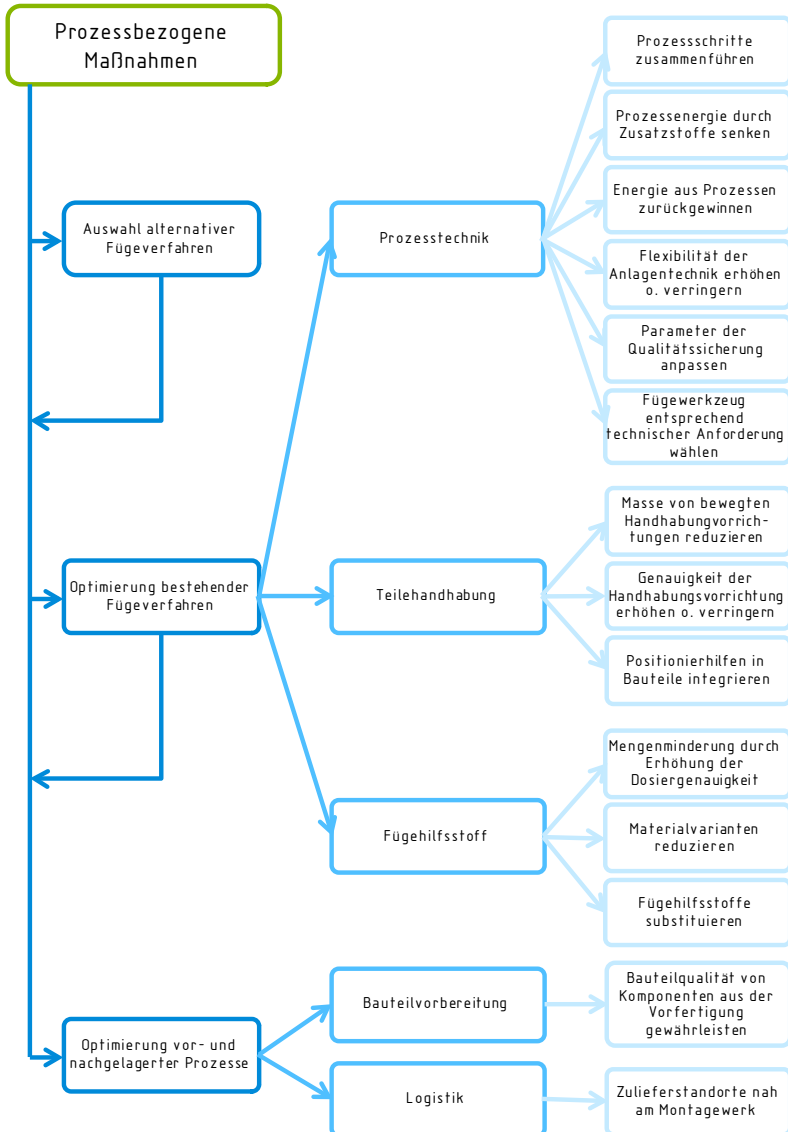 Prozessbezogene
Maßnahmen
Auswahl alternativer
Fügeverfahren
Optimierung bestehender
Fügeverfahren
Optimierung vor- und
nachgelagerter Prozesse
Prozesstechnik
Teilehandhabung
Fügehilfsstoff
Bauteilvorbereitung
Logistik
Prozessschritte
zusammenführen
Prozessenergie durch
Zusatzstoffe senken
Energie aus Prozessen
zurückgewinnen
Flexibilität der
Anlagentechnik erhöhen
o. verringern
Parameter der
Qualitätssicherung
anpassen
Fügewerkzeug
entsprechend
technischer Anforderung
wählen
Masse von bewegten
Handhabungvorrich-
tungen reduzieren
Genauigkeit der
Handhabungsvorrichtung
erhöhen o. verringern
Positionierhilfen in
Bauteile integrieren
Mengenminderung durch
Erhöhung der
Dosiergenauigkeit
Materialvarianten
reduzieren
Fügehilfsstoffe
substituieren
Bauteilqualität von
Komponenten aus der
Vorfertigung
gewährleisten
Zulieferstandorte nah
am Montagewerk